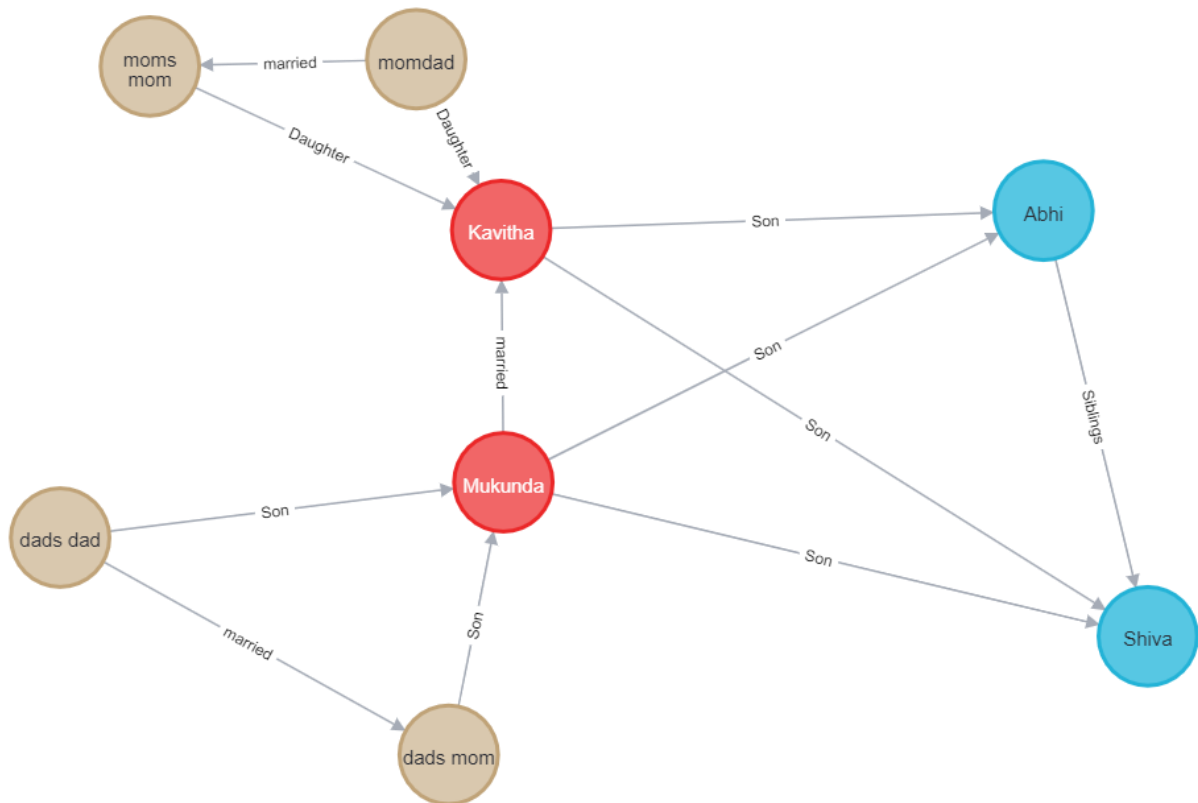 moms
mom
married
momdad
Daughter
Daughter
Kavitha
Son
Abhi
married
Son
Son
Siblings
Mukunda
Son
dads dad
Son
married
Son
Shiva
dads mom